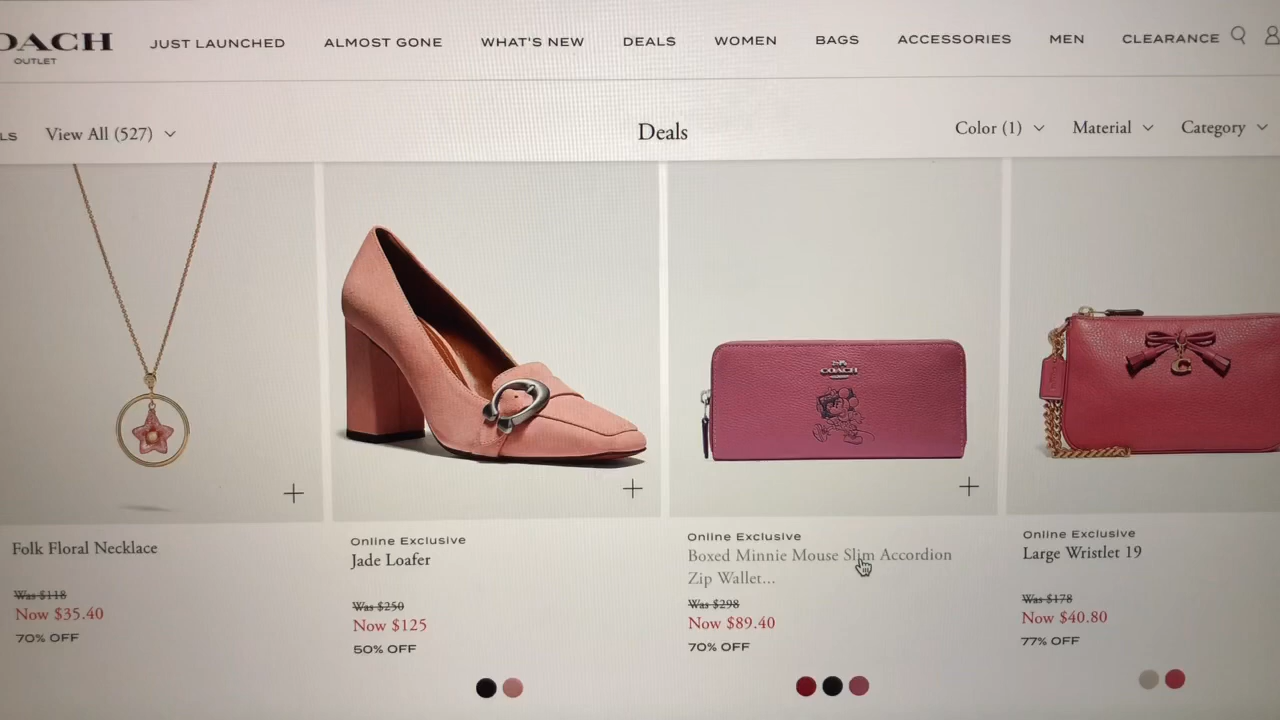 OACH
OUTLET
JUST LAUNCHED ALMOST GONE WHAT'S NEW DEALS WOMEN BAGS ACCESSORIES MEN CLEARANCE
LS View All (527) Deals Color (1) Material Category
COACH
Folk Floral Necklace
Was $118
Now $35.40
70% OFF
Online Exclusive
Jade Loafer
Was $250
Now $125
50% OFF
Online Exclusive
Boxed Minnie Mouse Slim Accordion
Zip Wallet...
Was $298
Now $89.40
70% OFF
Online Exclusive
Large Wristlet 19
Was $178
Now $40.80
77% OFF